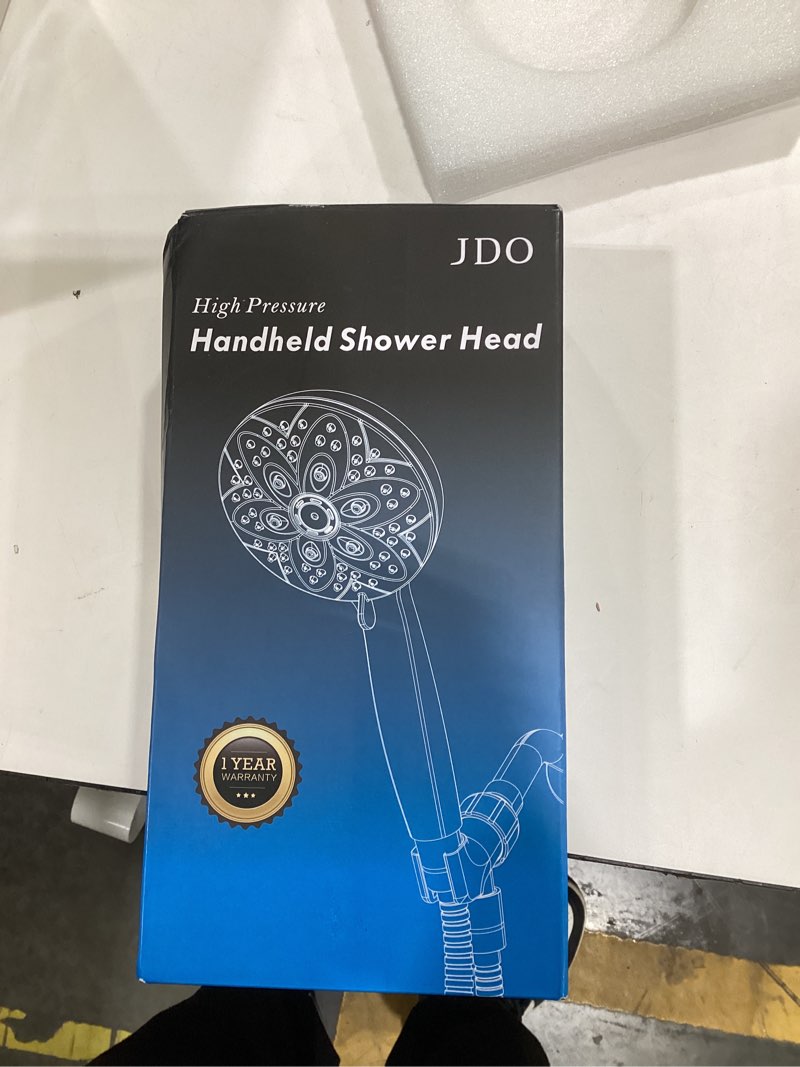 JDO
High Pressure
Handheld Shower Head
1 YEAR
WARRANTY